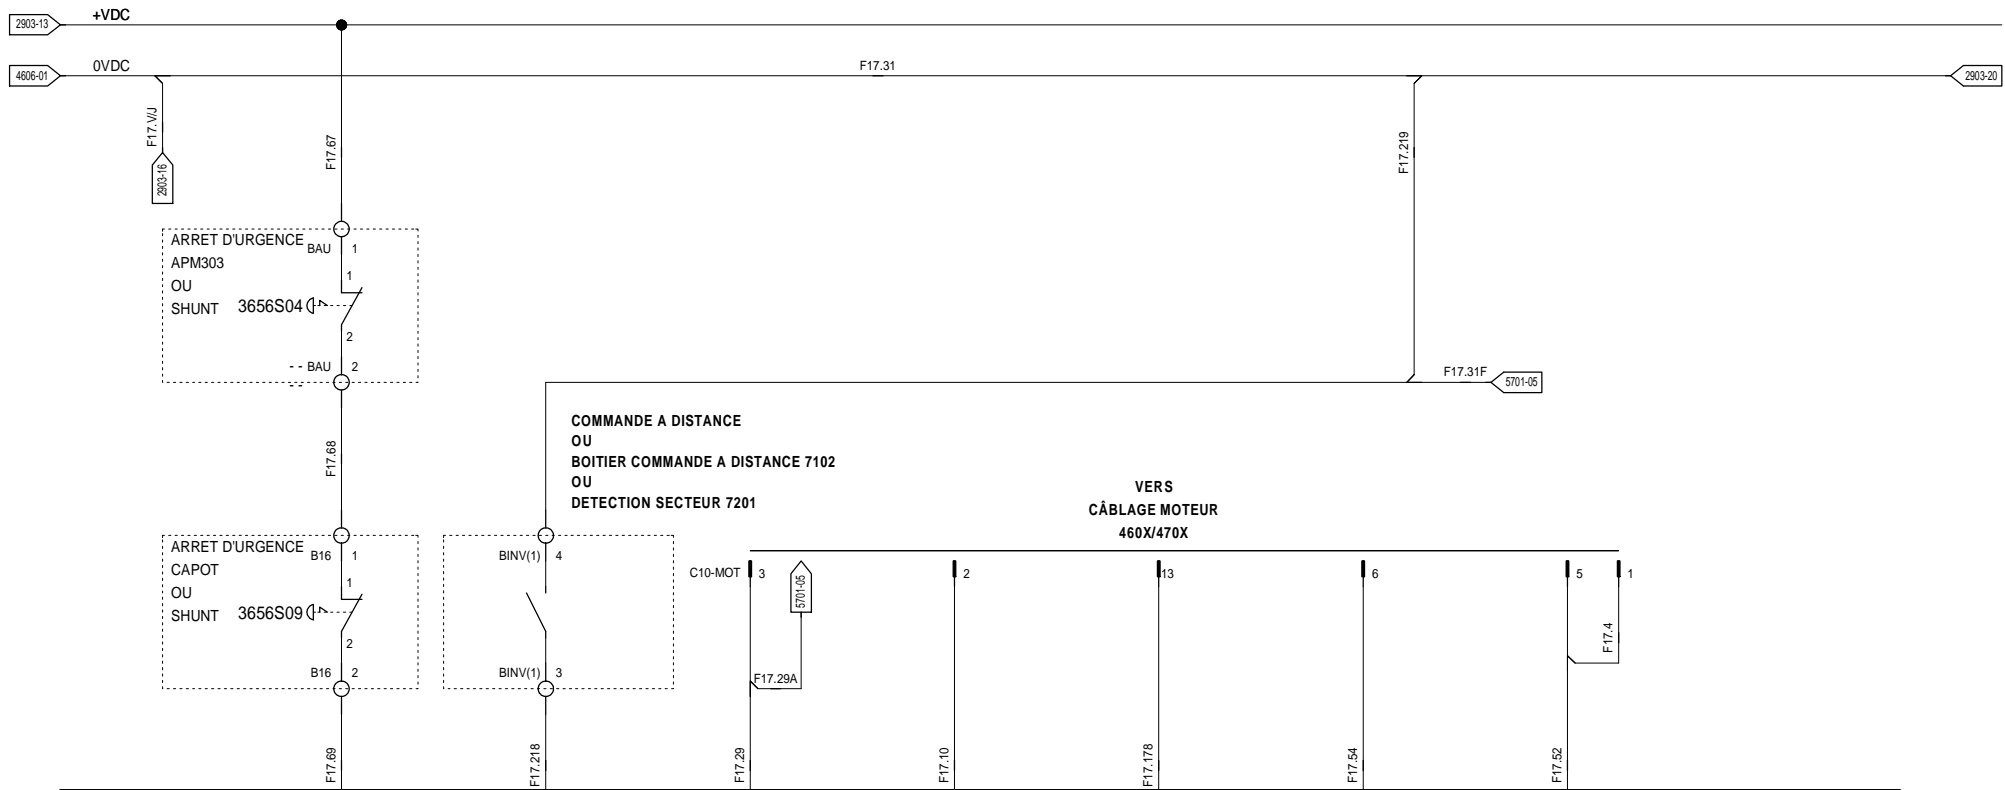 2903-13
+VDC
4606-01
0VDC
F17.31
2903-20
F17.V/J
2903-16
F17.67
F17.219
ARRET D'URGENCE
APM303
OU
SHUNT
BAU 1
1
3656S04
2
- - BAU 2
- -
F17.31F
5701-05
F17.68
COMMANDE A DISTANCE
OU
BOITIER COMMANDE A DISTANCE 7102
OU
DETECTION SECTEUR 7201
VERS
CÂBLAGE MOTEUR
460X/470X
ARRET D'URGENCE
CAPOT
OU
SHUNT
B16 1
1
3656S09
2
B16 2
BINV(1) 4
BINV(1) 3
C10-MOT 3
5701-05
2
13
6
5
1
F17.4
F17.29A
F17.69
F17.218
F17.29
F17.10
F17.178
F17.54
F17.52